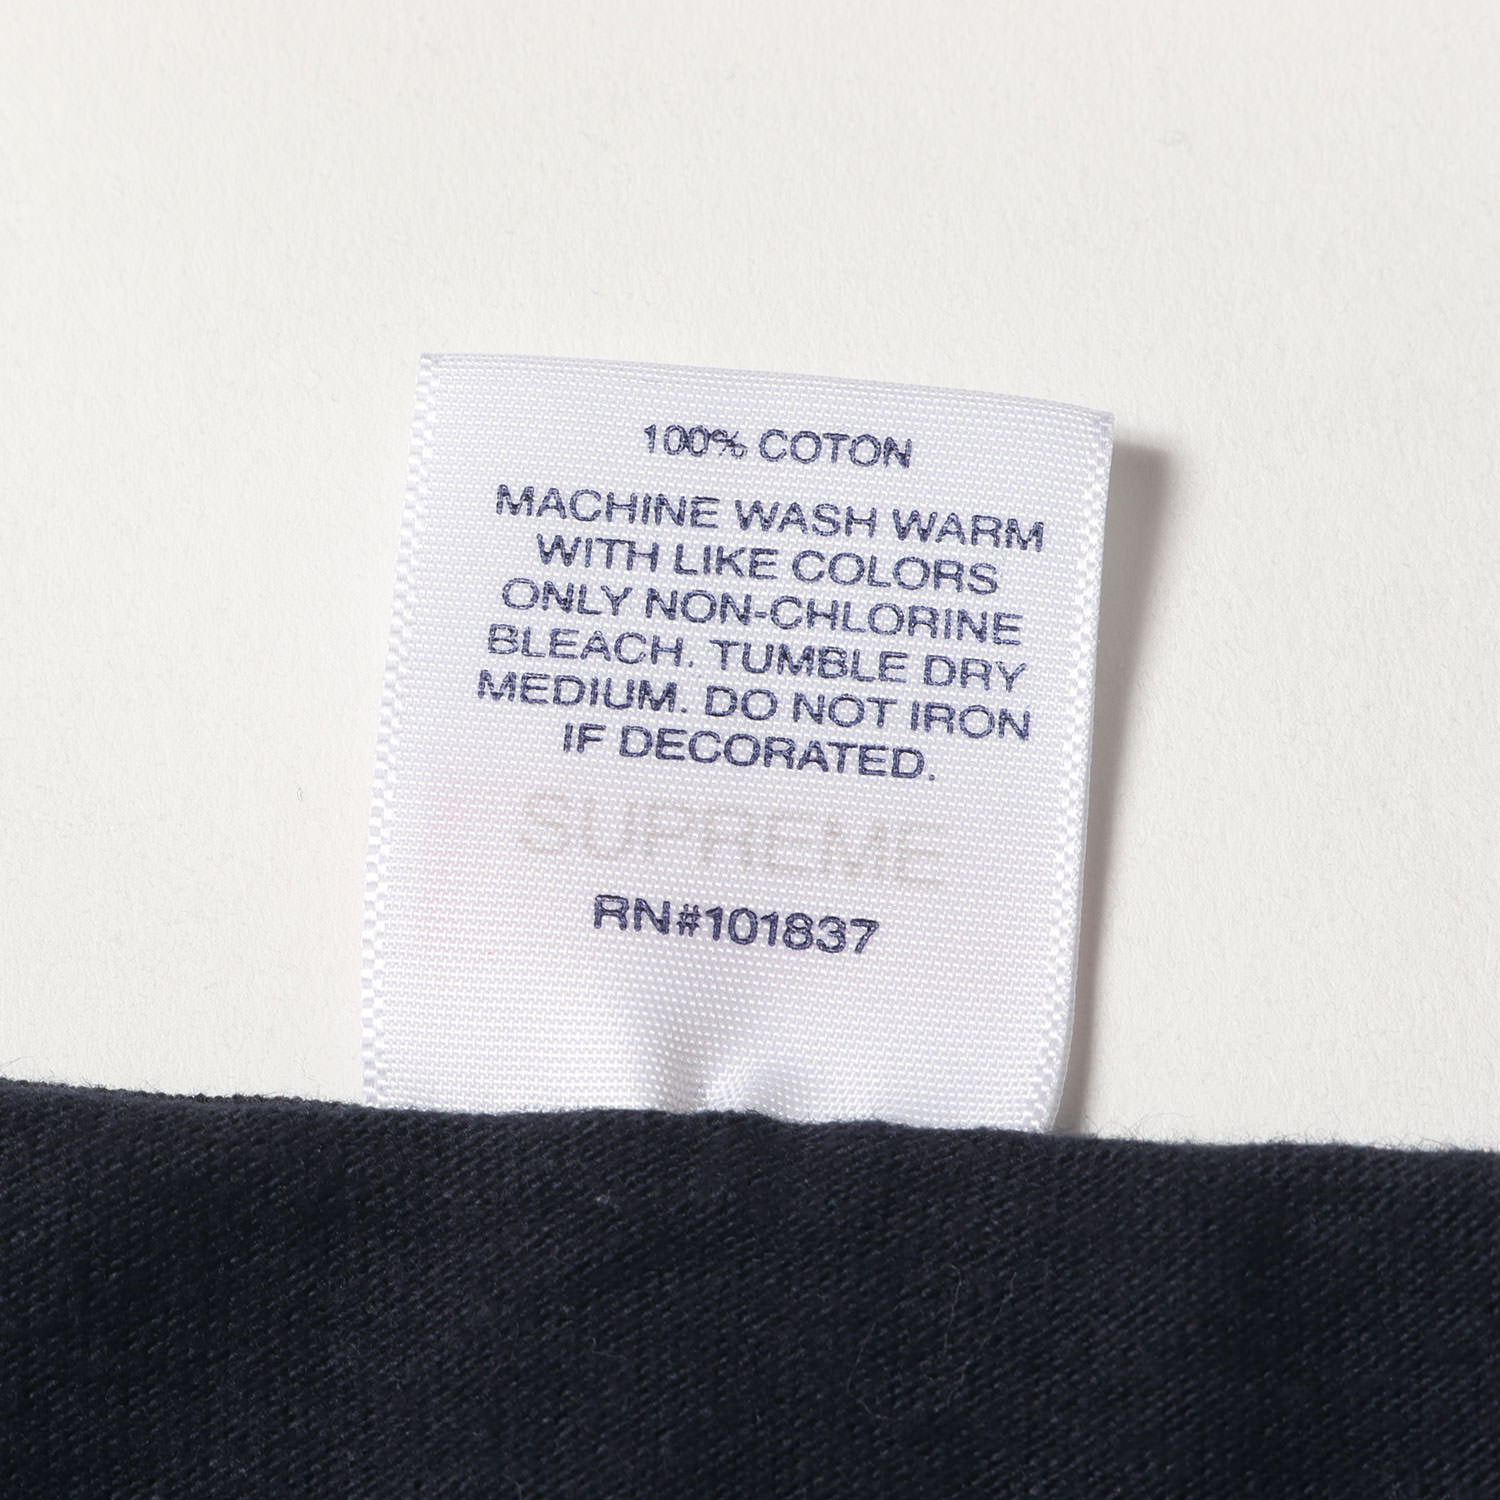 100% COTON
MACHINE WASH WARM
WITH LIKE COLORS
ONLY NON-CHLORINE
BLEACH. TUMBLE DRY
MEDIUM. DO NOT IRON
IF DECORATED.
SUPREME
RN#101837